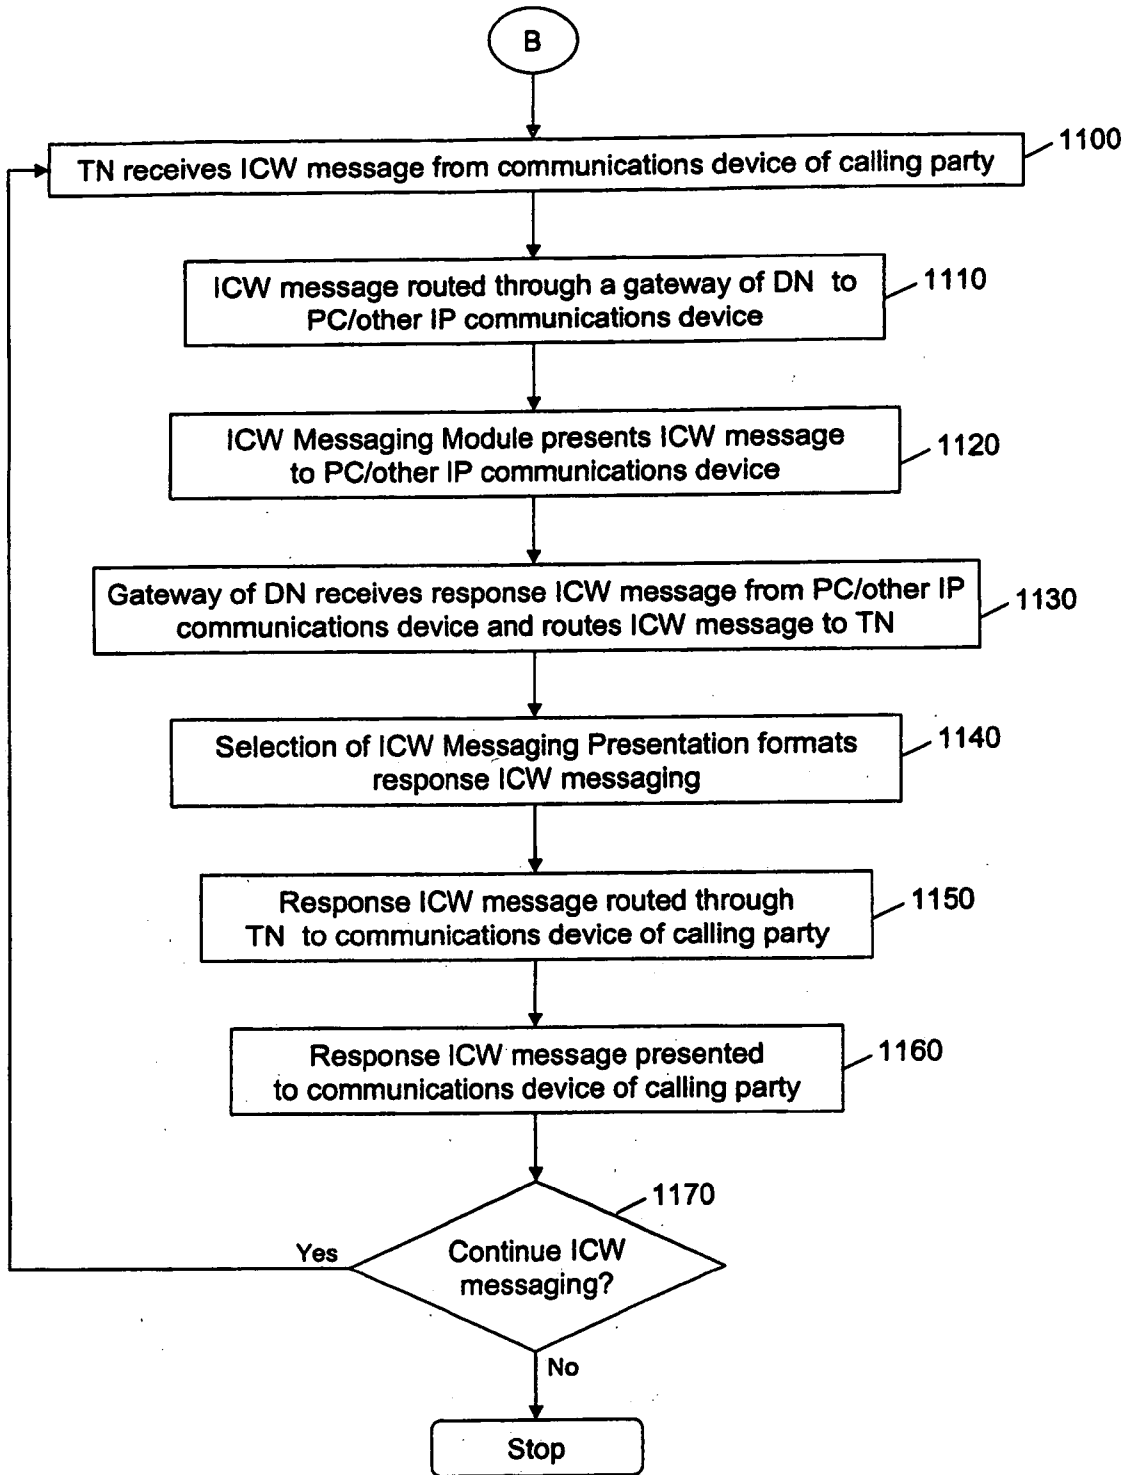 B
TN receives ICW message from communications device of calling party
1100
ICW message routed through a gateway of DN to
PC/other IP communications device
1110
ICW Messaging Module presents ICW message
to PC/other IP communications device
1120
Gateway of DN receives response ICW message from PC/other IP
communications device and routes ICW message to TN
1130
Selection of ICW Messaging Presentation formats
response ICW messaging
1140
Response ICW message routed through
TN to communications device of calling party
1150
Response ICW message presented
to communications device of calling party
1160
1170
Continue ICW
messaging?
Yes
No
Stop